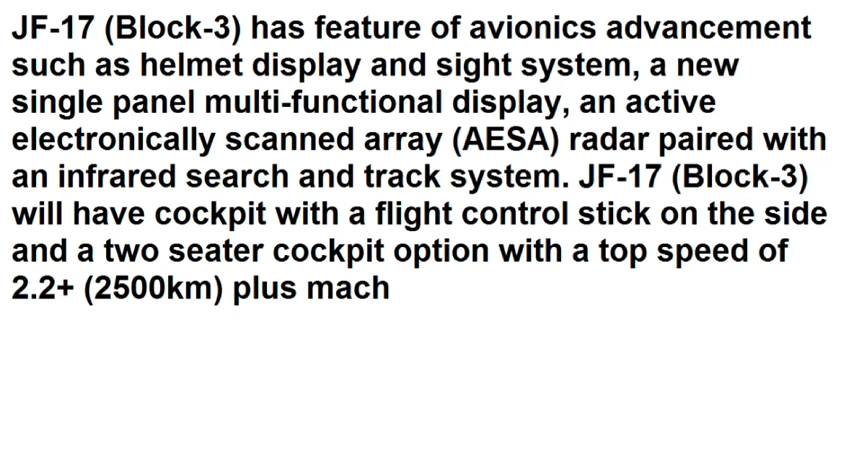 JF-17 (Block-3) has feature of avionics advancement
such as helmet display and sight system, a new
single panel multi-functional display, an active
electronically scanned array (AESA) radar paired with
an infrared search and track system. JF-17 (Block-3)
will have cockpit with a flight control stick on the side
and a two seater cockpit option with a top speed of
2.2+ (2500km) plus mach